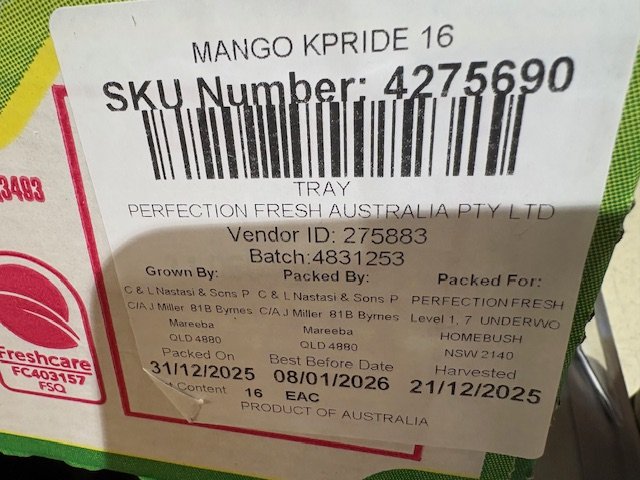 MANGO KPRIDE 16
SKU Number: 4275690
TRAY
PERFECTION FRESH AUSTRALIA PTY LTD
Vendor ID: 275883
Batch:4831253
Grown By:
C & L Nastasi & Sons P
C/A J Miller 81B Byrnes
Mareeba
QLD 4880
Packed By:
C & L Nastasi & Sons P
C/A J Miller 81B Byrnes
Mareeba
QLD 4880
Packed For:
PERFECTION FRESH
Level 1, 7 UNDERWO
HOMEBUSH
NSW 2140
Packed On
31/12/2025
Best Before Date
08/01/2026
Harvested
21/12/2025
Content 16 EAC
PRODUCT OF AUSTRALIA
3493
Freshcare
FC403157
FSQ